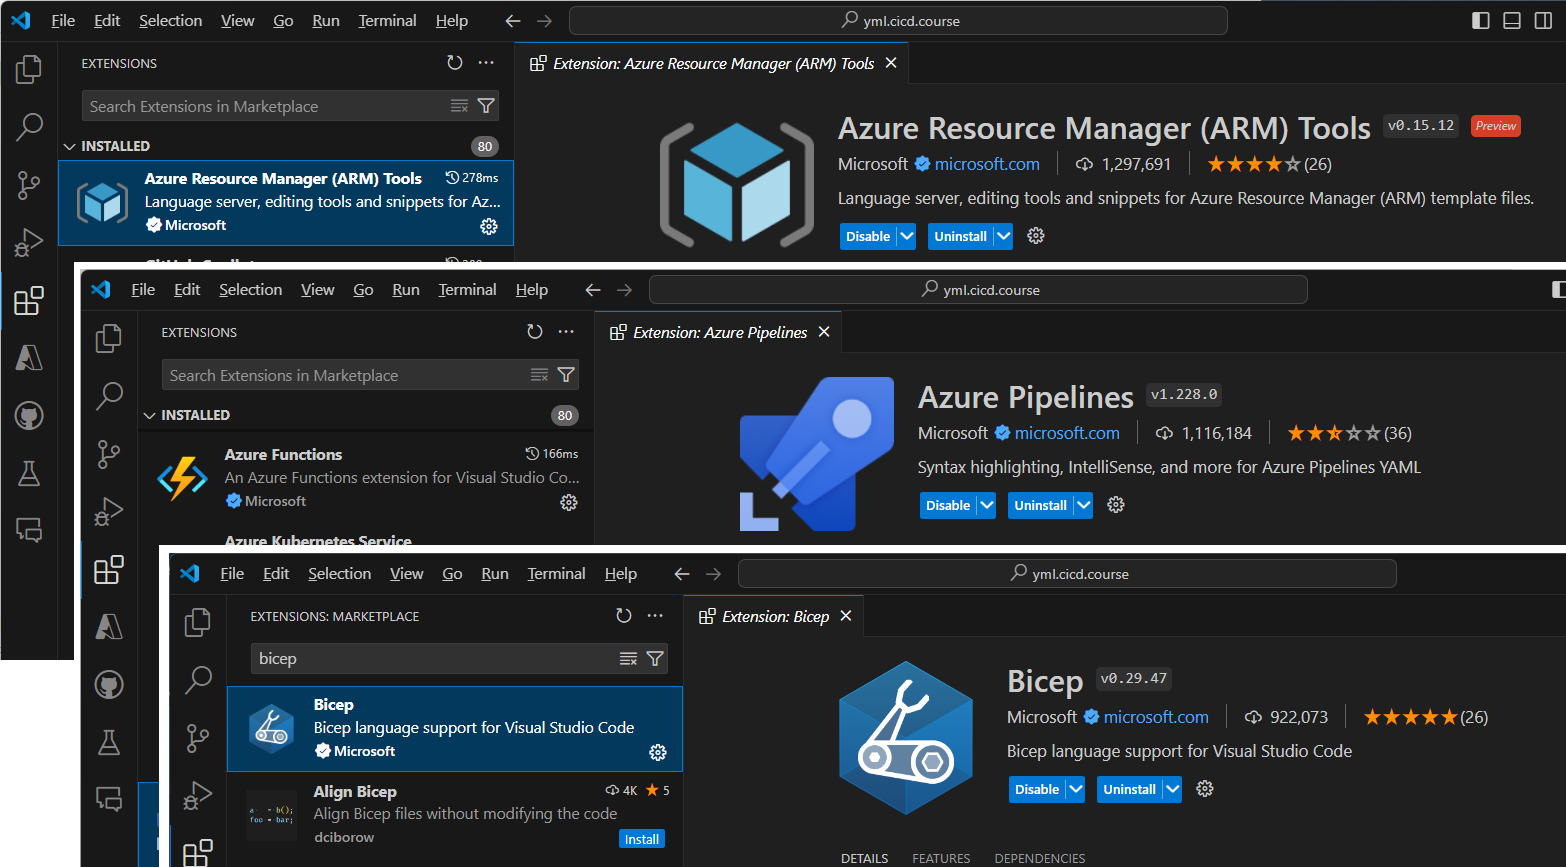 File Edit Selection View Go Run Terminal Help
yml.cicd.course
EXTENSIONS
Search Extensions in Marketplace
INSTALLED 80
Azure Resource Manager (ARM) Tools 278ms
Language server, editing tools and snippets for Az...
Microsoft
Extension: Azure Resource Manager (ARM) Tools
Azure Resource Manager (ARM) Tools v0.15.12 Preview
Microsoft microsoft.com 1,297,691 (26)
Language server, editing tools and snippets for Azure Resource Manager (ARM) template files.
Disable Uninstall
File Edit Selection View Go Run Terminal Help
yml.cicd.course
EXTENSIONS
Search Extensions in Marketplace
INSTALLED 80
Azure Functions 166ms
An Azure Functions extension for Visual Studio Co...
Microsoft
Azure Kubernetes Service
Extension: Azure Pipelines
Azure Pipelines v1.228.0
Microsoft microsoft.com 1,116,184 (36)
Syntax highlighting, IntelliSense, and more for Azure Pipelines YAML
Disable Uninstall
File Edit Selection View Go Run Terminal Help
yml.cicd.course
EXTENSIONS: MARKETPLACE
bicep
Bicep
Bicep language support for Visual Studio Code
Microsoft
Align Bicep 4K 5
a = b();
foo = bar;
Align Bicep files without modifying the code
dciborow
Install
Extension: Bicep
Bicep v0.29.47
Microsoft microsoft.com 922,073 (26)
Bicep language support for Visual Studio Code
Disable Uninstall
DETAILS FEATURES DEPENDENCIES